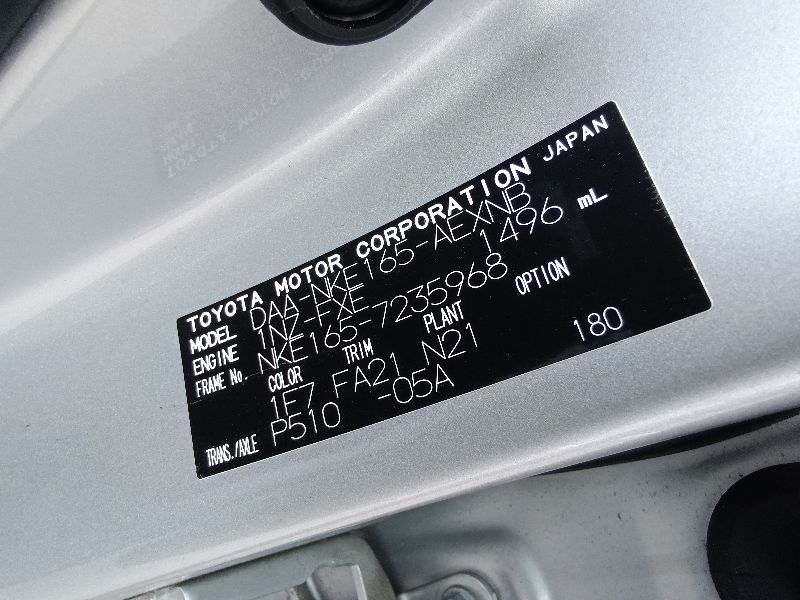 TOYOTA MOTOR CORPORATION JAPAN
MODEL DAA-NKE165-AEXNB
ENGINE 1NZ-FXE 1496 mL
FRAME No. NKE165-7235968
COLOR TRIM PLANT OPTION
1F7 FA21 N21
TRANS./AXLE P510 -05A 180